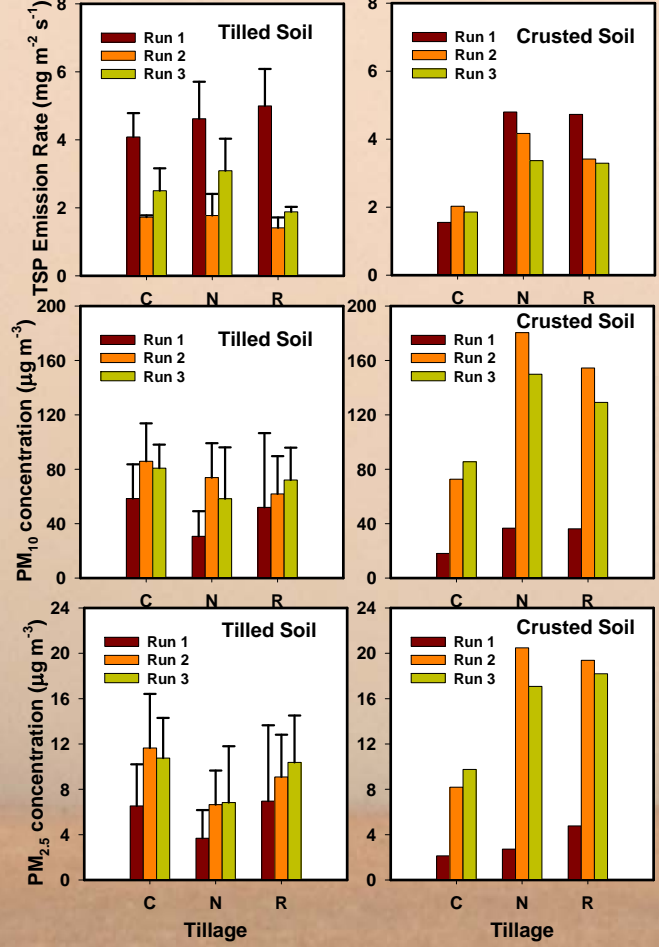 TSP Emission Rate (mg m-2 s-1)
8
6
4
2
0
Run 1
Run 2
Run 3
Tilled Soil
C N R
8
6
4
2
0
Run 1
Run 2
Run 3
Crusted Soil
C N R
PM10 concentration (µg m-3)
200
160
120
80
40
0
Run 1
Run 2
Run 3
Tilled Soil
C N R
200
160
120
80
40
0
Run 1
Run 2
Run 3
Crusted Soil
C N R
PM2.5 concentration (µg m-3)
24
20
16
12
8
4
0
Run 1
Run 2
Run 3
Tilled Soil
C N R
Tillage
24
20
16
12
8
4
0
Run 1
Run 2
Run 3
Crusted Soil
C N R
Tillage